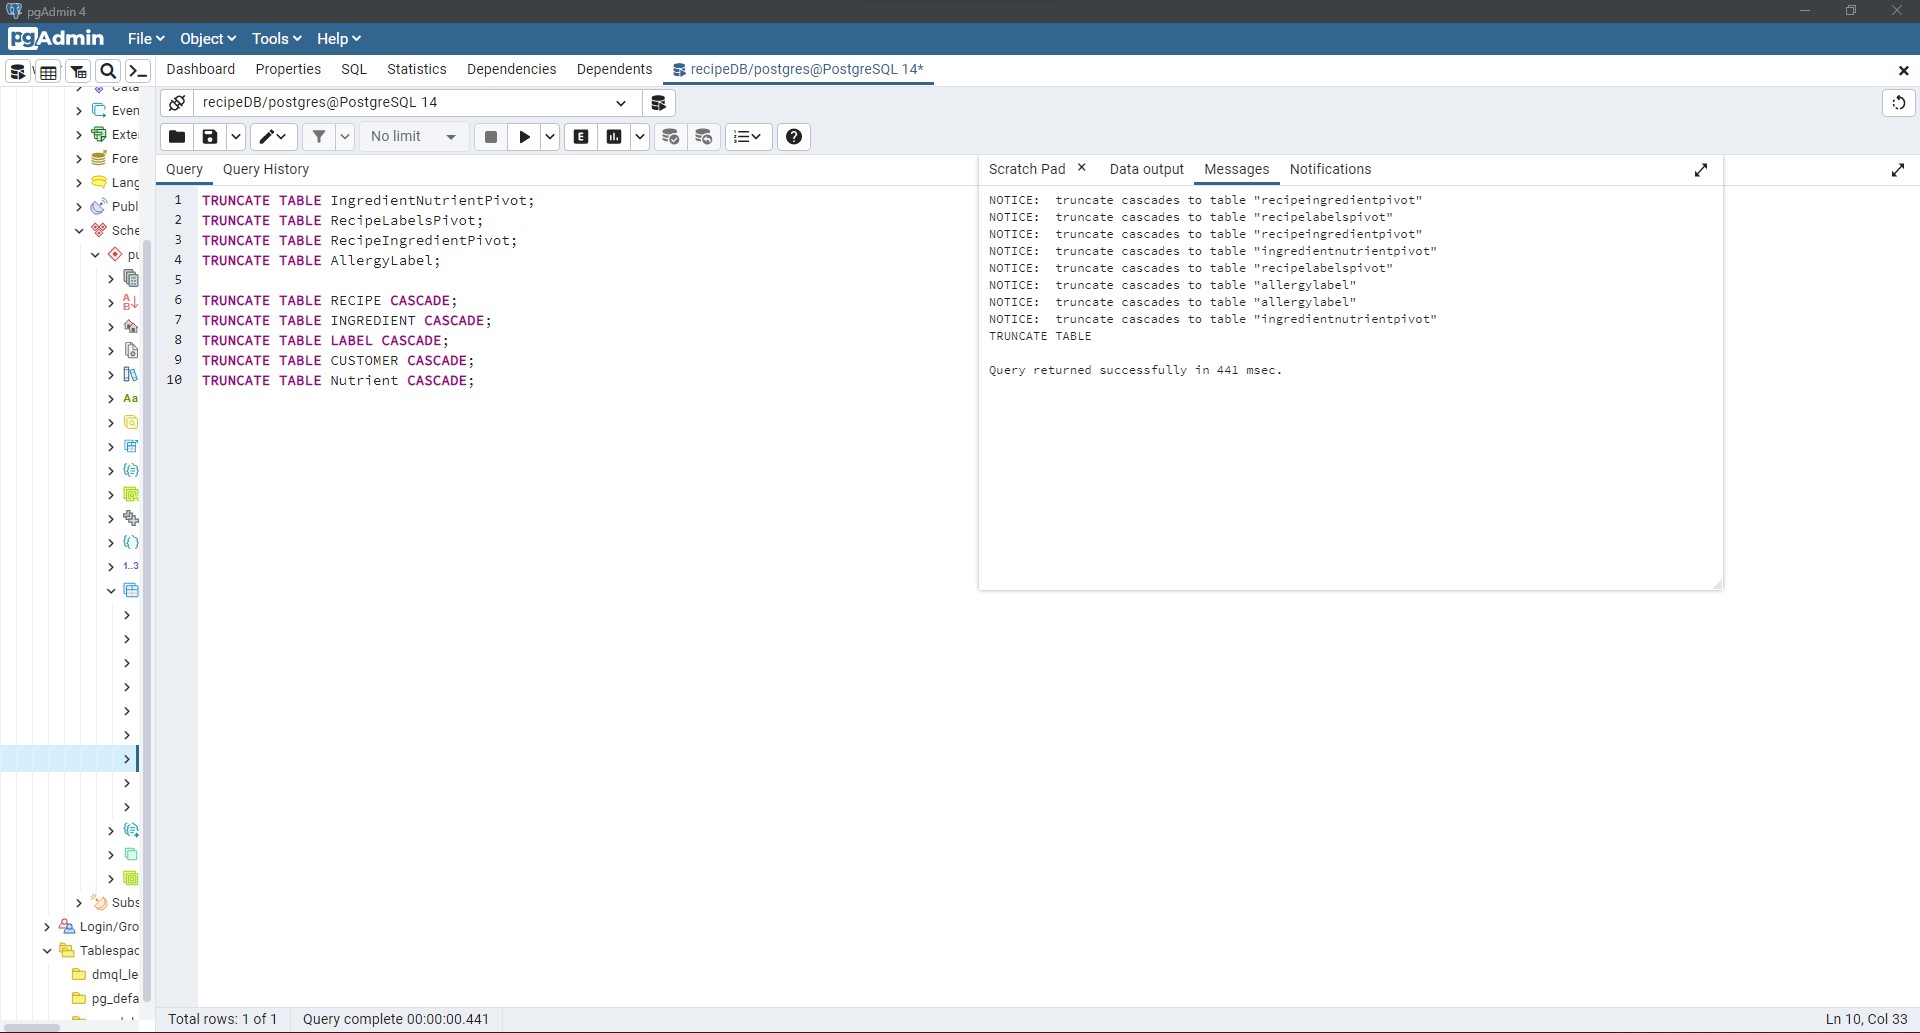 pgAdmin 4
pgAdmin File Object Tools Help
Dashboard Properties SQL Statistics Dependencies Dependents recipeDB/postgres@PostgreSQL 14*
recipeDB/postgres@PostgreSQL 14
No limit
E
Query Query History
Scratch Pad Data output Messages Notifications
Even
Exte
Fore
Lang
Publ
Sche
pu
Aa
1..3
Subs
Login/Gro
Tablespac
dmql_le
pg_defa
1 TRUNCATE TABLE IngredientNutrientPivot;
2 TRUNCATE TABLE RecipeLabelsPivot;
3 TRUNCATE TABLE RecipeIngredientPivot;
4 TRUNCATE TABLE AllergyLabel;
5
6 TRUNCATE TABLE RECIPE CASCADE;
7 TRUNCATE TABLE INGREDIENT CASCADE;
8 TRUNCATE TABLE LABEL CASCADE;
9 TRUNCATE TABLE CUSTOMER CASCADE;
10 TRUNCATE TABLE Nutrient CASCADE;
NOTICE:  truncate cascades to table "recipeingredientpivot"
NOTICE:  truncate cascades to table "recipelabelspivot"
NOTICE:  truncate cascades to table "recipeingredientpivot"
NOTICE:  truncate cascades to table "ingredientnutrientpivot"
NOTICE:  truncate cascades to table "recipelabelspivot"
NOTICE:  truncate cascades to table "allergylabel"
NOTICE:  truncate cascades to table "allergylabel"
NOTICE:  truncate cascades to table "ingredientnutrientpivot"
TRUNCATE TABLE
Query returned successfully in 441 msec.
Total rows: 1 of 1 Query complete 00:00:00.441 Ln 10, Col 33